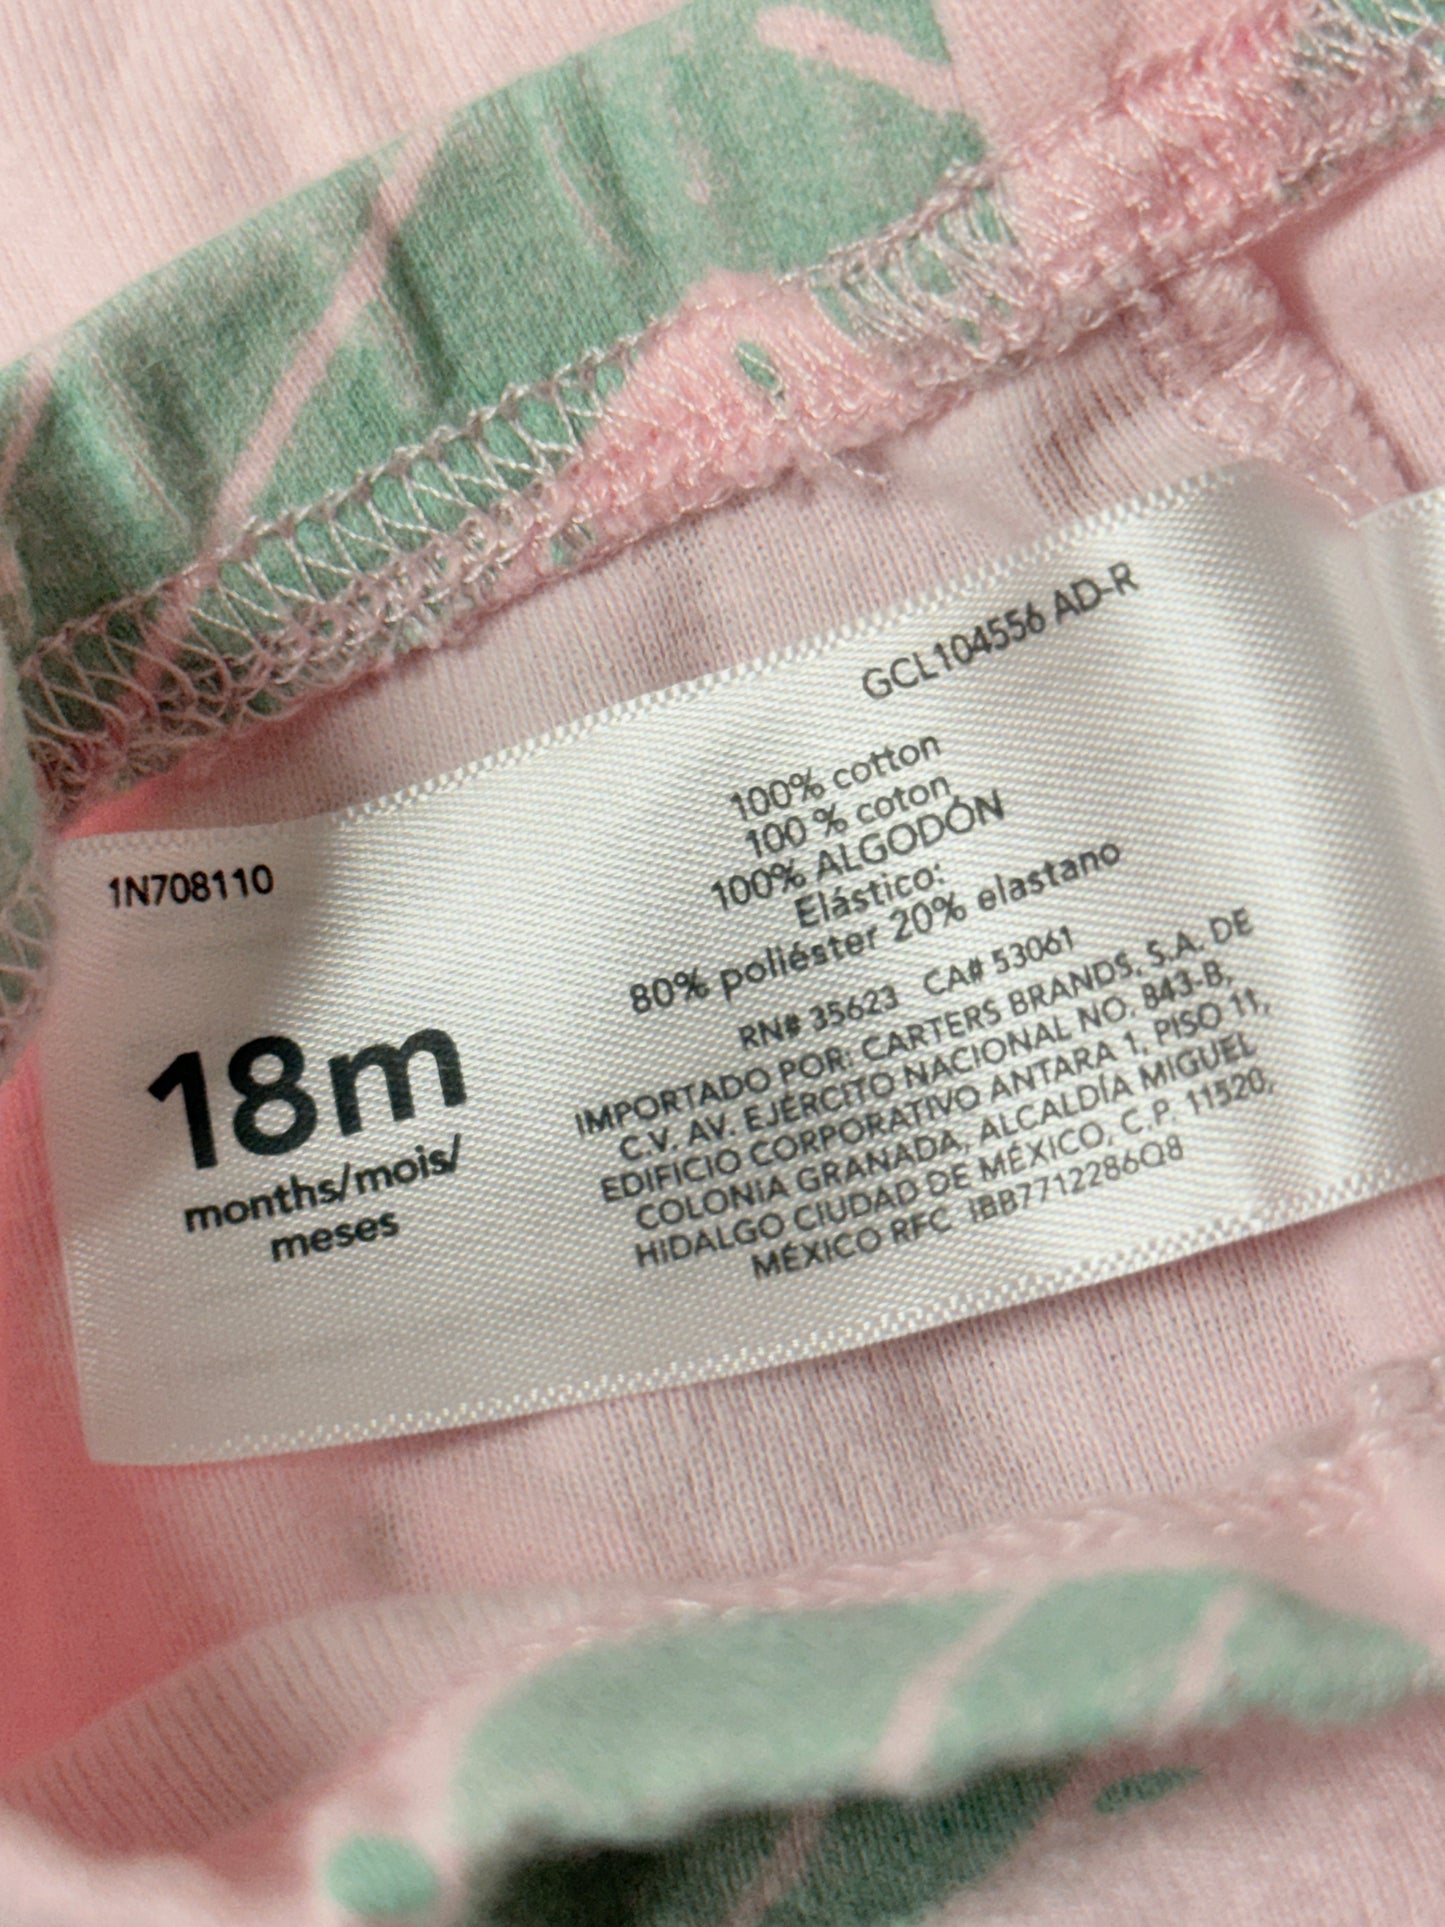 GCL104556 AD-R
1N708110
18m
months/mois/
meses
100% cotton
100 % coton
100% ALGODÓN
Elástico:
80% poliéster 20% elastano
RN# 35623 CA# 53061
IMPORTADO POR: CARTERS BRANDS, S.A. DE
C.V. AV. EJÉRCITO NACIONAL NO. 843-B,
EDIFICIO CORPORATIVO ANTARA 1, PISO 11,
COLONIA GRANADA, ALCALDÍA MIGUEL
HIDALGO CIUDAD DE MÉXICO, C.P. 11520,
MÉXICO RFC IBB7712286Q8